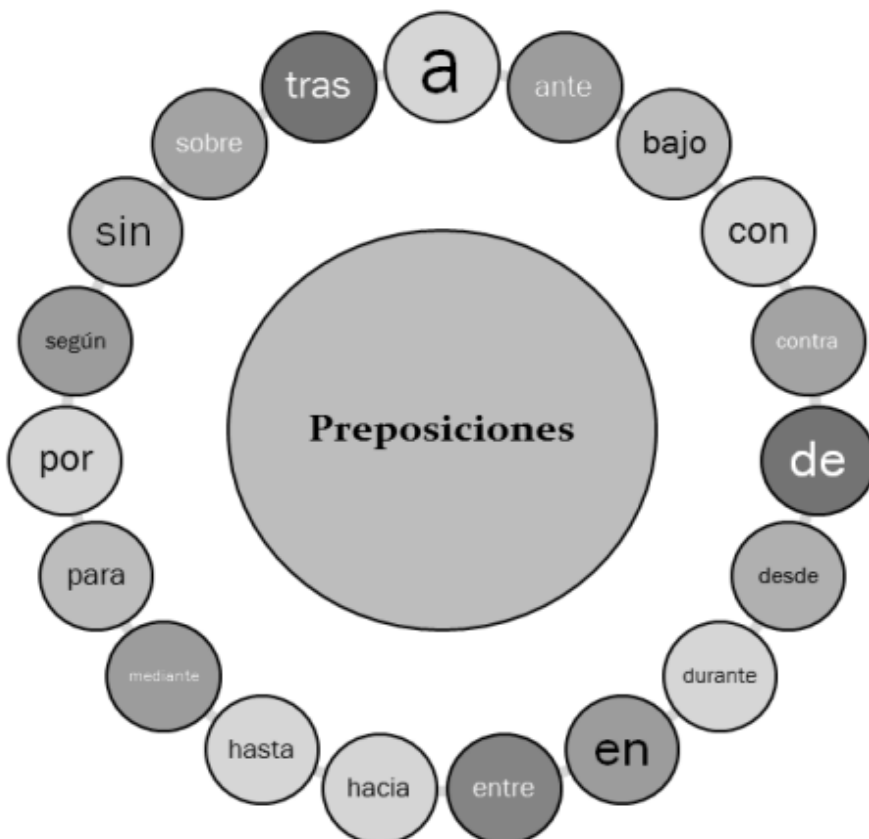 a
ante
bajo
con
contra
de
desde
durante
en
entre
hacia
hasta
mediante
para
por
según
sin
sobre
tras
Preposiciones